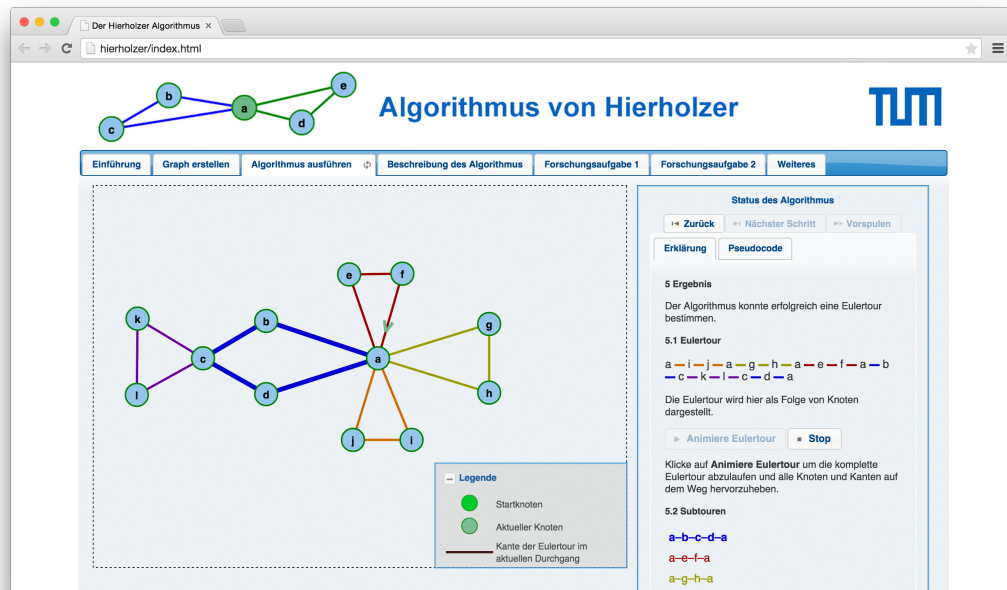 Der Hierholzer Algorithmus ×
hierholzer/index.html
b
c
a
e
d
Algorithmus von Hierholzer
TUM
Einführung
Graph erstellen
Algorithmus ausführen
Beschreibung des Algorithmus
Forschungsaufgabe 1
Forschungsaufgabe 2
Weiteres
e
f
k
b
g
c
a
l
d
h
j
i
Legende
Startknoten
Aktueller Knoten
Kante der Eulertour im
aktuellen Durchgang
Status des Algorithmus
Zurück
Nächster Schritt
Vorspulen
Erklärung
Pseudocode
5 Ergebnis
Der Algorithmus konnte erfolgreich eine Eulertour
bestimmen.
5.1 Eulertour
a – i – j – a – g – h – a – e – f – a – b
– c – k – l – c – d – a
Die Eulertour wird hier als Folge von Knoten
dargestellt.
Animiere Eulertour
Stop
Klicke auf Animiere Eulertour um die komplette
Eulertour abzulaufen und alle Knoten und Kanten auf
dem Weg hervorzuheben.
5.2 Subtouren
a–b–c–d–a
a–e–f–a
a–g–h–a